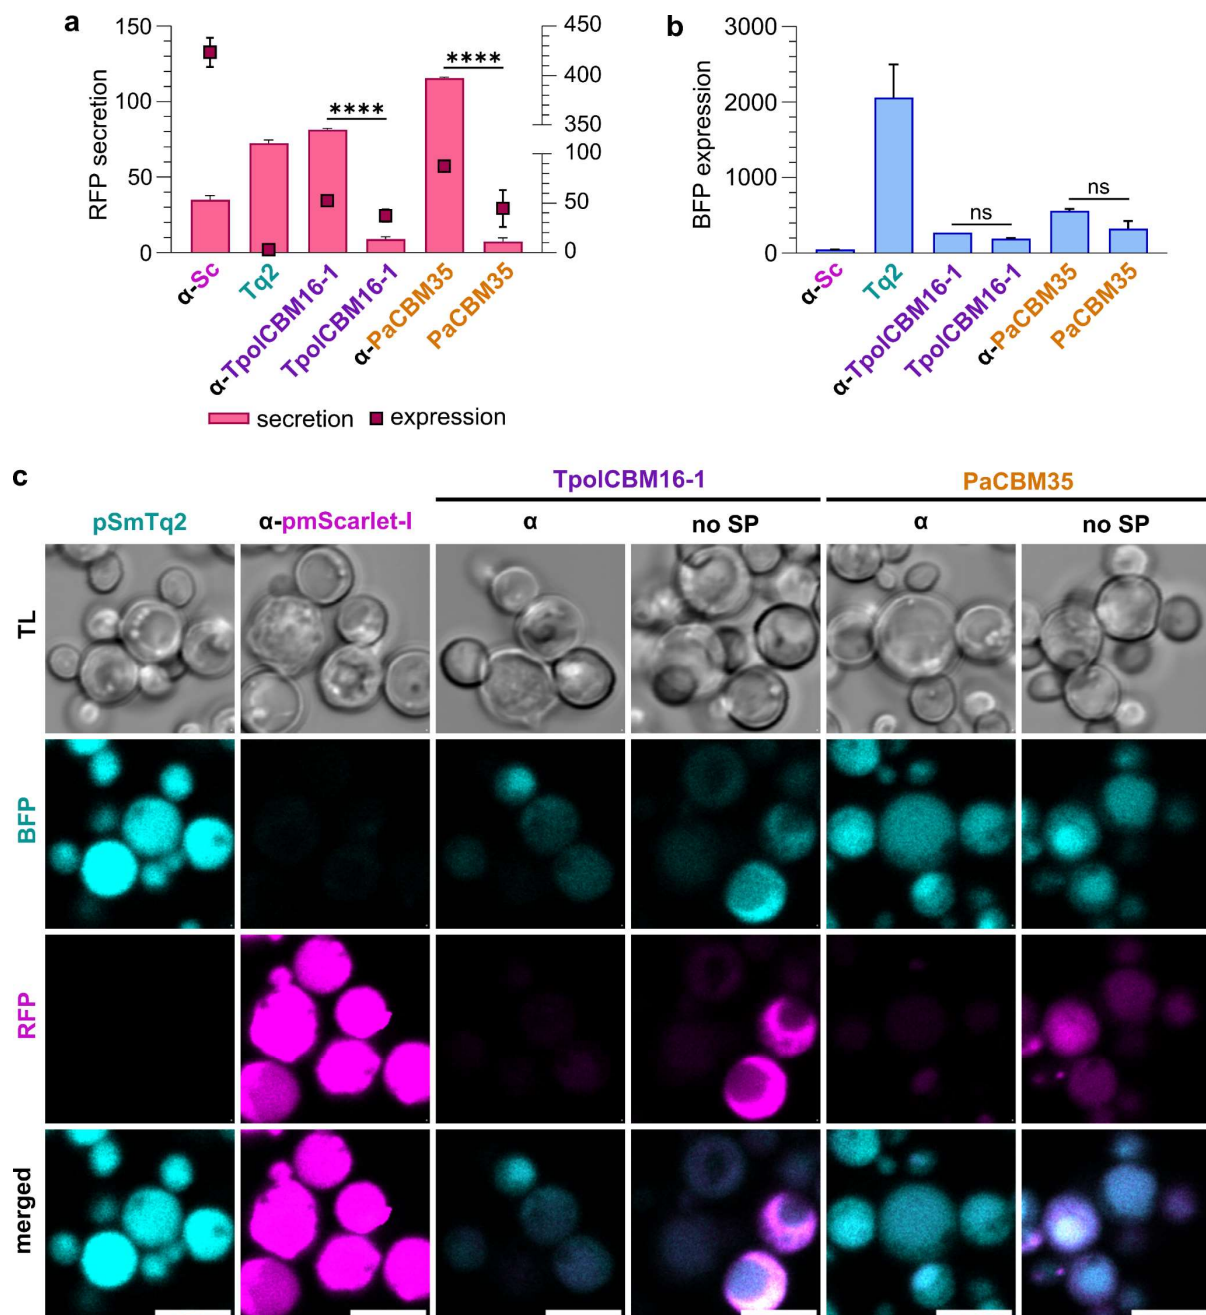 a
150
100
50
0
RFP secretion
450
400
350
100
50
0
****
****
α-Sc
Tq2
α-TpolCBM16-1
TpolCBM16-1
α-PaCBM35
PaCBM35
secretion
expression
b
3000
2000
1000
0
BFP expression
ns
ns
α-Sc
Tq2
α-TpolCBM16-1
TpolCBM16-1
α-PaCBM35
PaCBM35
c
TpolCBM16-1
PaCBM35
pSmTq2
α-pmScarlet-I
α
no SP
α
no SP
TL
BFP
RFP
merged